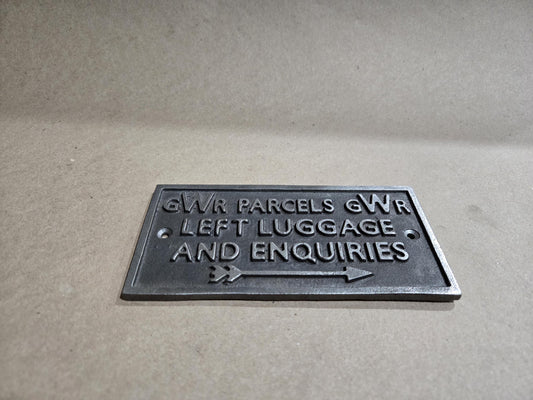 GWR PARCELS GWR
LEFT LUGGAGE
AND ENQUIRIES